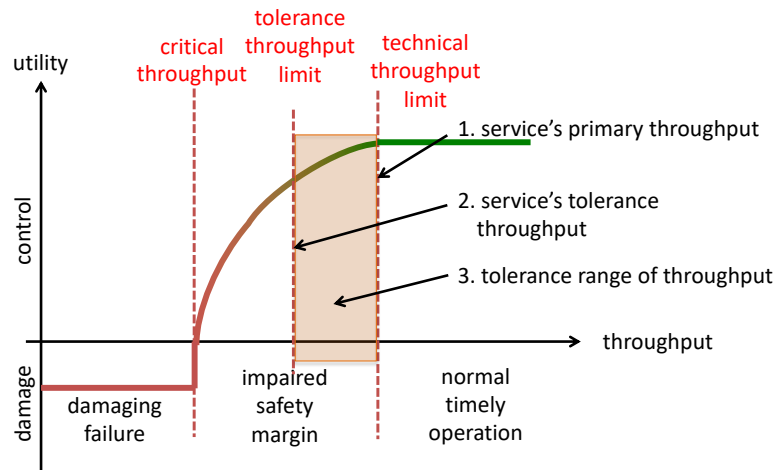 utility
critical
throughput
tolerance
throughput
limit
technical
throughput
limit
1. service's primary throughput
2. service's tolerance
throughput
3. tolerance range of throughput
control
damage
throughput
damaging
failure
impaired
safety
margin
normal
timely
operation